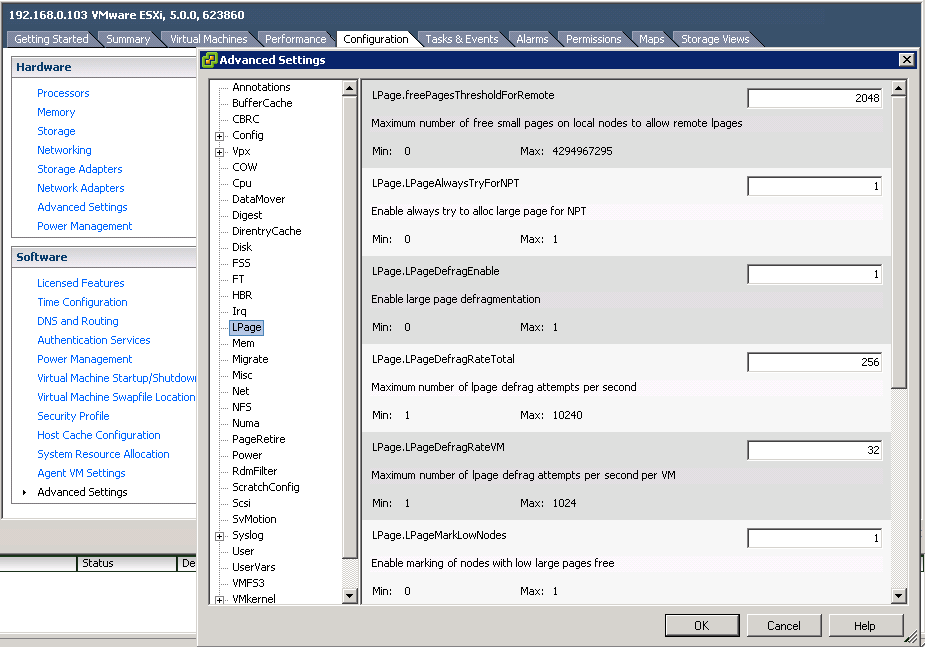 192.168.0.103 VMware ESXi, 5.0.0, 623860
Getting Started Summary Virtual Machines Performance Configuration Tasks & Events Alarms Permissions Maps Storage Views
Hardware
Processors
Memory
Storage
Networking
Storage Adapters
Network Adapters
Advanced Settings
Power Management
Software
Licensed Features
Time Configuration
DNS and Routing
Authentication Services
Power Management
Virtual Machine Startup/Shutdown
Virtual Machine Swapfile Location
Security Profile
Host Cache Configuration
System Resource Allocation
Agent VM Settings
Advanced Settings
Status
De
Advanced Settings
Annotations
BufferCache
CBRC
Config
Vpx
COW
Cpu
DataMover
Digest
DirentryCache
Disk
FSS
FT
HBR
Irq
LPage
Mem
Migrate
Misc
Net
NFS
Numa
PageRetire
Power
RdmFilter
ScratchConfig
Scsi
SvMotion
Syslog
User
UserVars
VMFS3
VMkernel
LPage.freePagesThresholdForRemote 2048
Maximum number of free small pages on local nodes to allow remote lpages
Min: 0 Max: 4294967295
LPage.LPageAlwaysTryForNPT 1
Enable always try to alloc large page for NPT
Min: 0 Max: 1
LPage.LPageDefragEnable 1
Enable large page defragmentation
Min: 0 Max: 1
LPage.LPageDefragRateTotal 256
Maximum number of lpage defrag attempts per second
Min: 1 Max: 10240
LPage.LPageDefragRateVM 32
Maximum number of lpage defrag attempts per second per VM
Min: 1 Max: 1024
LPage.LPageMarkLowNodes 1
Enable marking of nodes with low large pages free
Min: 0 Max: 1
OK Cancel Help